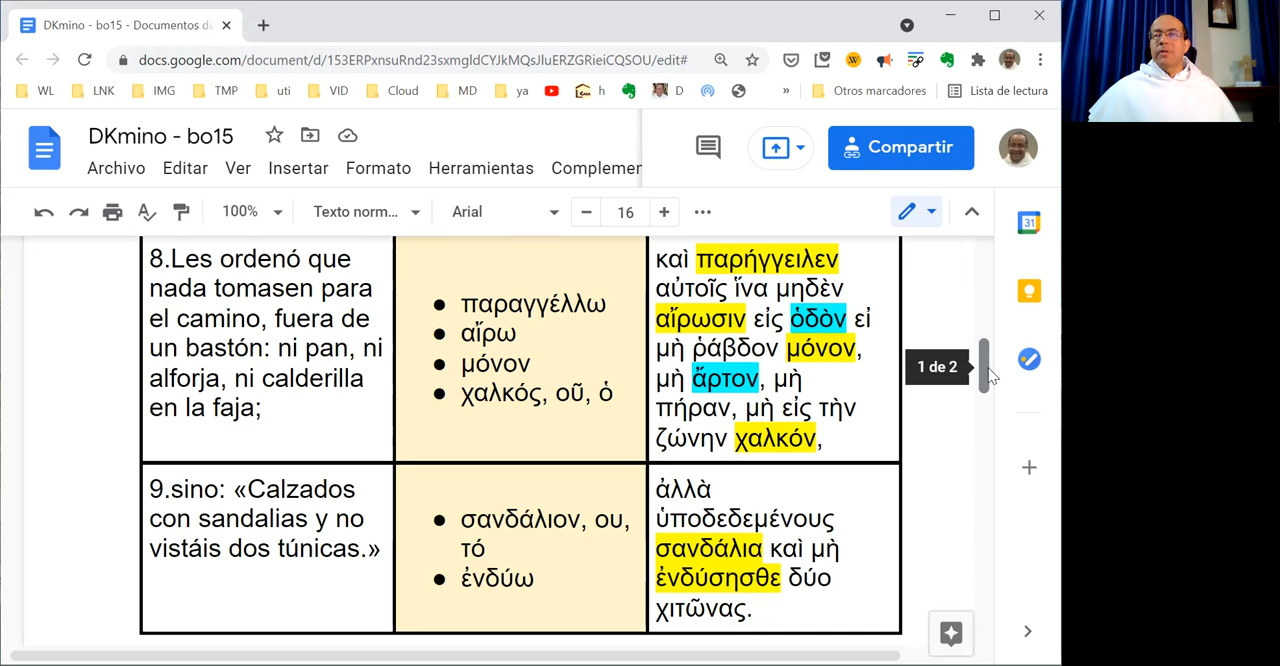 DKmino - bo15 - Documentos de
docs.google.com/document/d/153ERPxnsuRnd23sxmgldCYJkMQsJluERZGRieiCQSOU/edit#
WL LNK IMG TMP uti VID Cloud MD ya h D » Otros marcadores Lista de lectura
DKmino - bo15
Compartir
Archivo Editar Ver Insertar Formato Herramientas Complemen
100% Texto norm... Arial 16
31
8.Les ordenó que
nada tomasen para
el camino, fuera de
un bastón: ni pan, ni
alforja, ni calderilla
en la faja;
παραγγέλλω
αἴρω
μόνον
χαλκός, οῦ, ὁ
καὶ παρήγγειλεν
αὐτοῖς ἵνα μηδὲν
αἴρωσιν εἰς ὁδὸν εἰ
μὴ ῥάβδον μόνον,
μὴ ἄρτον, μὴ
πήραν, μὴ εἰς τὴν
ζώνην χαλκόν,
1 de 2
9.sino: «Calzados
con sandalias y no
vistáis dos túnicas.»
σανδάλιον, ου,
τό
ἐνδύω
ἀλλὰ
ὑποδεδεμένους
σανδάλια καὶ μὴ
ἐνδύσησθε δύο
χιτῶνας.